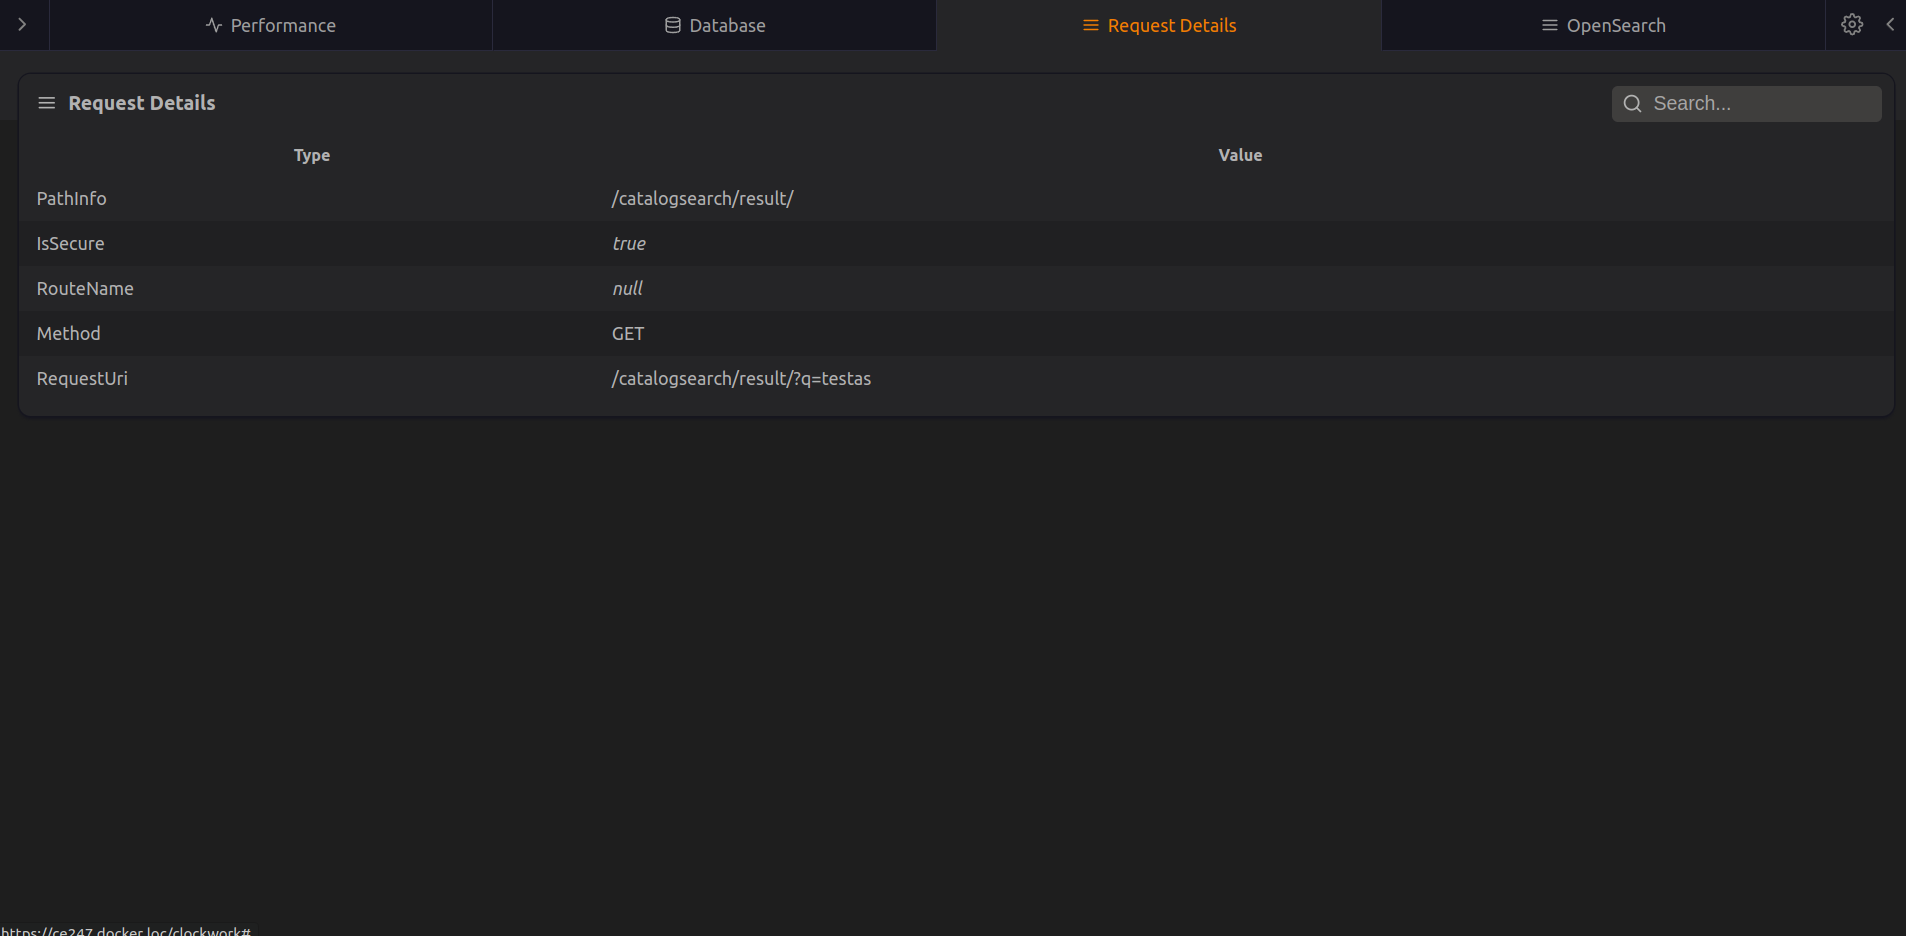 Performance
Database
Request Details
OpenSearch
Request Details
Search...
Type Value
PathInfo /catalogsearch/result/
IsSecure true
RouteName null
Method GET
RequestUri /catalogsearch/result/?q=testas
https://ce247.docker.loc/clockwork#